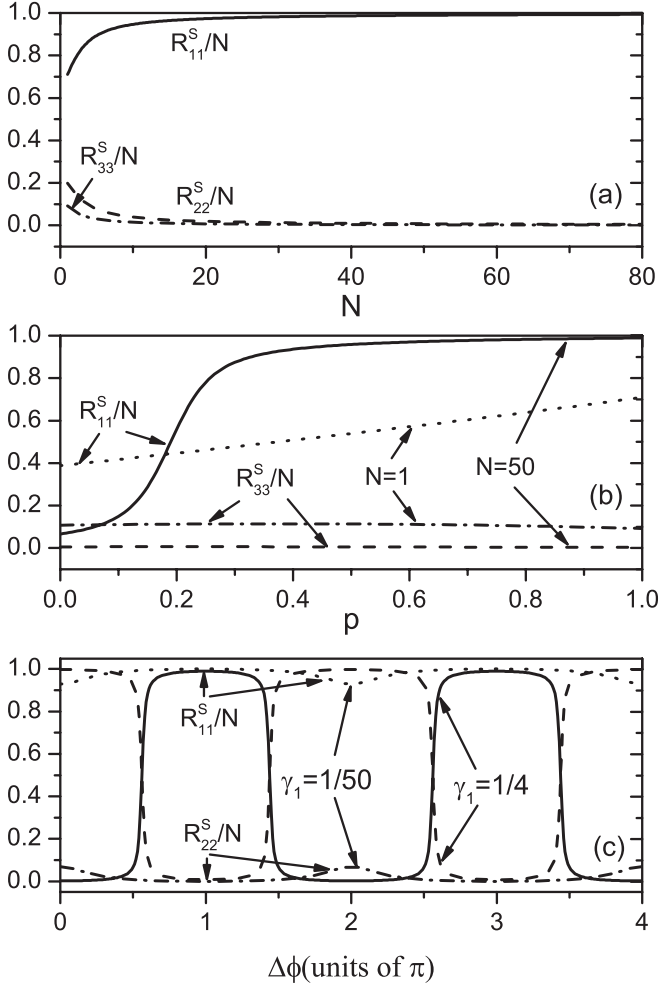 1.0
0.8
0.6
0.4
0.2
0.0
R^S_11/N
R^S_33/N
R^S_22/N
(a)
0 20 40 60 80
N
1.0
0.8
0.6
0.4
0.2
0.0
R^S_11/N
R^S_33/N
N=1
N=50
(b)
0.0 0.2 0.4 0.6 0.8 1.0
p
1.0
0.8
0.6
0.4
0.2
0.0
R^S_11/N
γ_1=1/50
γ_1=1/4
R^S_22/N
(c)
0 1 2 3 4
Δϕ(units of π)